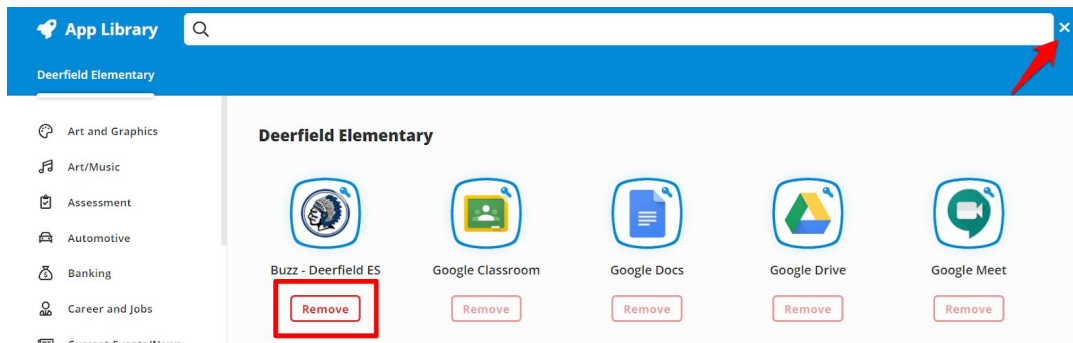 App Library
Deerfield Elementary
Art and Graphics
Art/Music
Assessment
Automotive
Banking
Career and Jobs
Deerfield Elementary
Buzz - Deerfield ES
Google Classroom
Google Docs
Google Drive
Google Meet
Remove
Remove
Remove
Remove
Remove